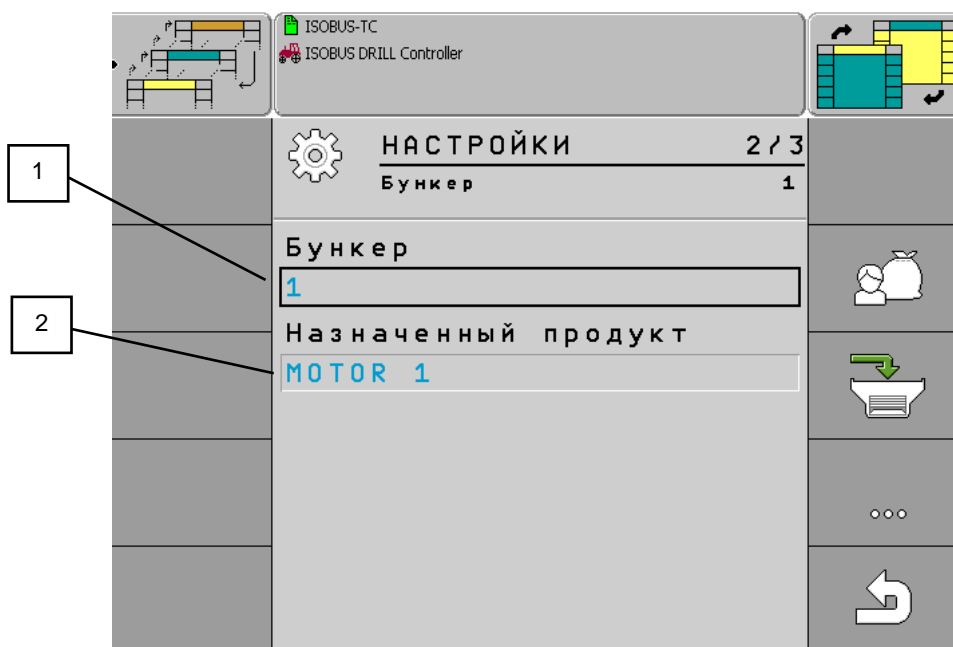 ISOBUS-TC
ISOBUS DRILL Controller
НАСТРОЙКИ 2/3
Бункер 1
1
Бункер
1
2
Назначенный продукт
MOTOR 1